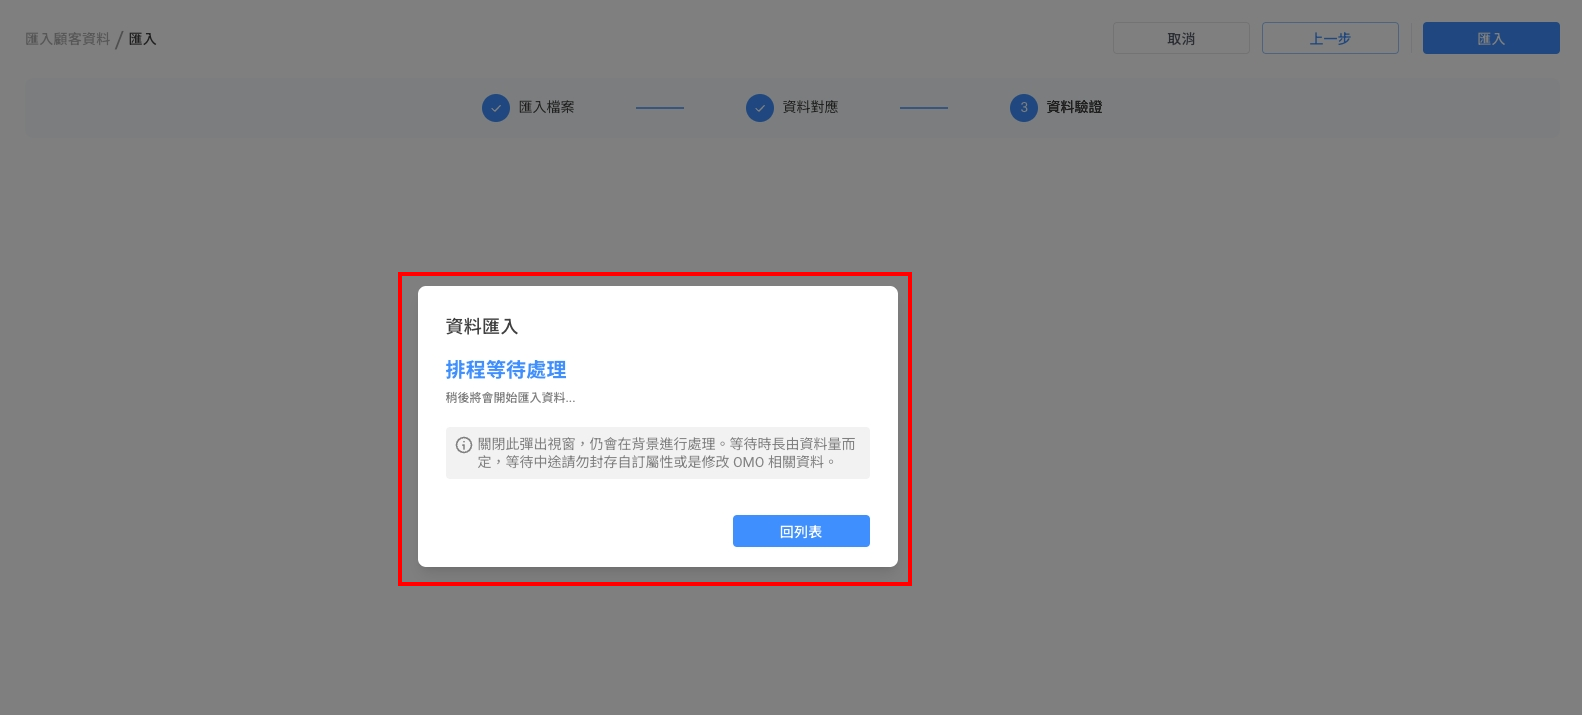 匯入顧客資料 / 匯入
取消
上一步
匯入
匯入檔案
資料對應
3 資料驗證
資料匯入
排程等待處理
稍後將會開始匯入資料...
關閉此彈出視窗，仍會在背景進行處理。等待時長由資料量而
定，等待中途請勿封存自訂屬性或是修改 OMO 相關資料。
回列表